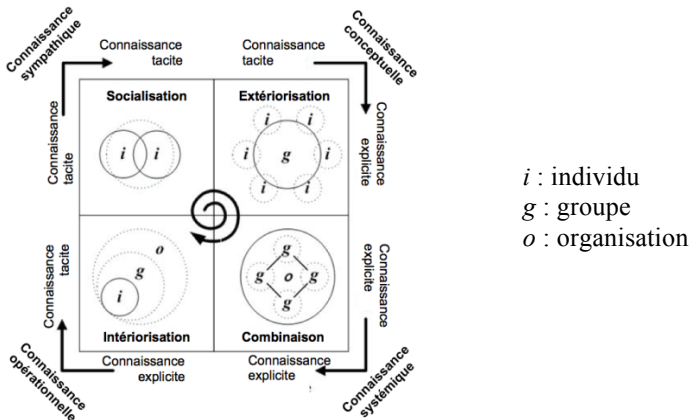 Connaissance
sympathique
Connaissance
tacite
Connaissance
tacite
Connaissance
conceptuelle
Connaissance
tacite
Socialisation
i
i
Extériorisation
i
i
i
g
i
i
i
Connaissance
explicite
Connaissance
tacite
o
g
i
Intériorisation
g
g
o
g
g
Combinaison
Connaissance
explicite
Connaissance
opérationnelle
Connaissance
explicite
Connaissance
explicite
Connaissance
systémique
i : individu
g : groupe
o : organisation